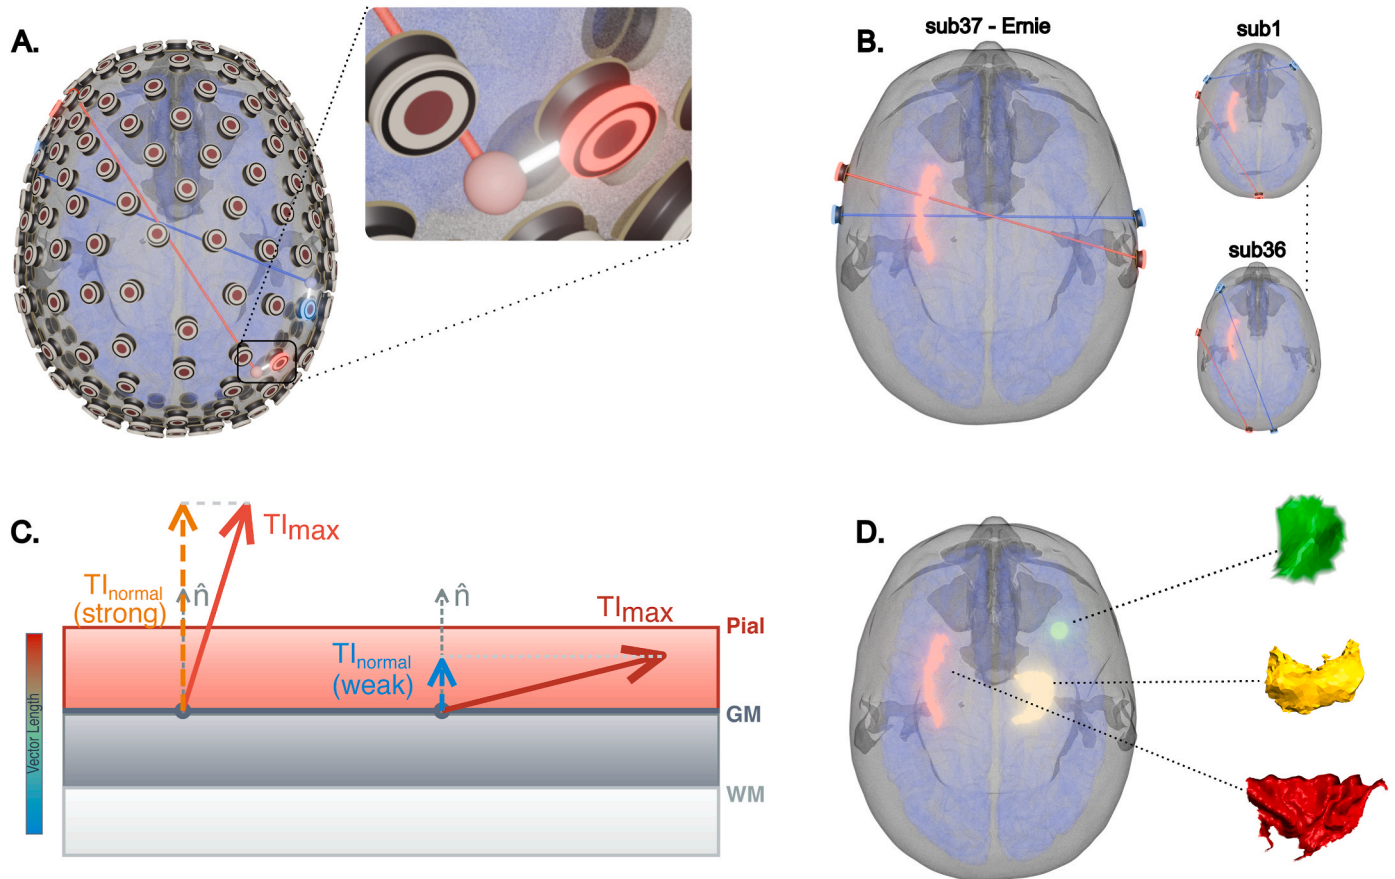 A.
B.
sub37 - Ernie
sub1
sub36
C.
TImax
TInormal
(strong)
n̂
n̂
TImax
TInormal
(weak)
Pial
GM
WM
Vector Length
D.